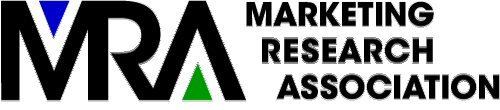 MRA
MARKETING
RESEARCH
ASSOCIATION